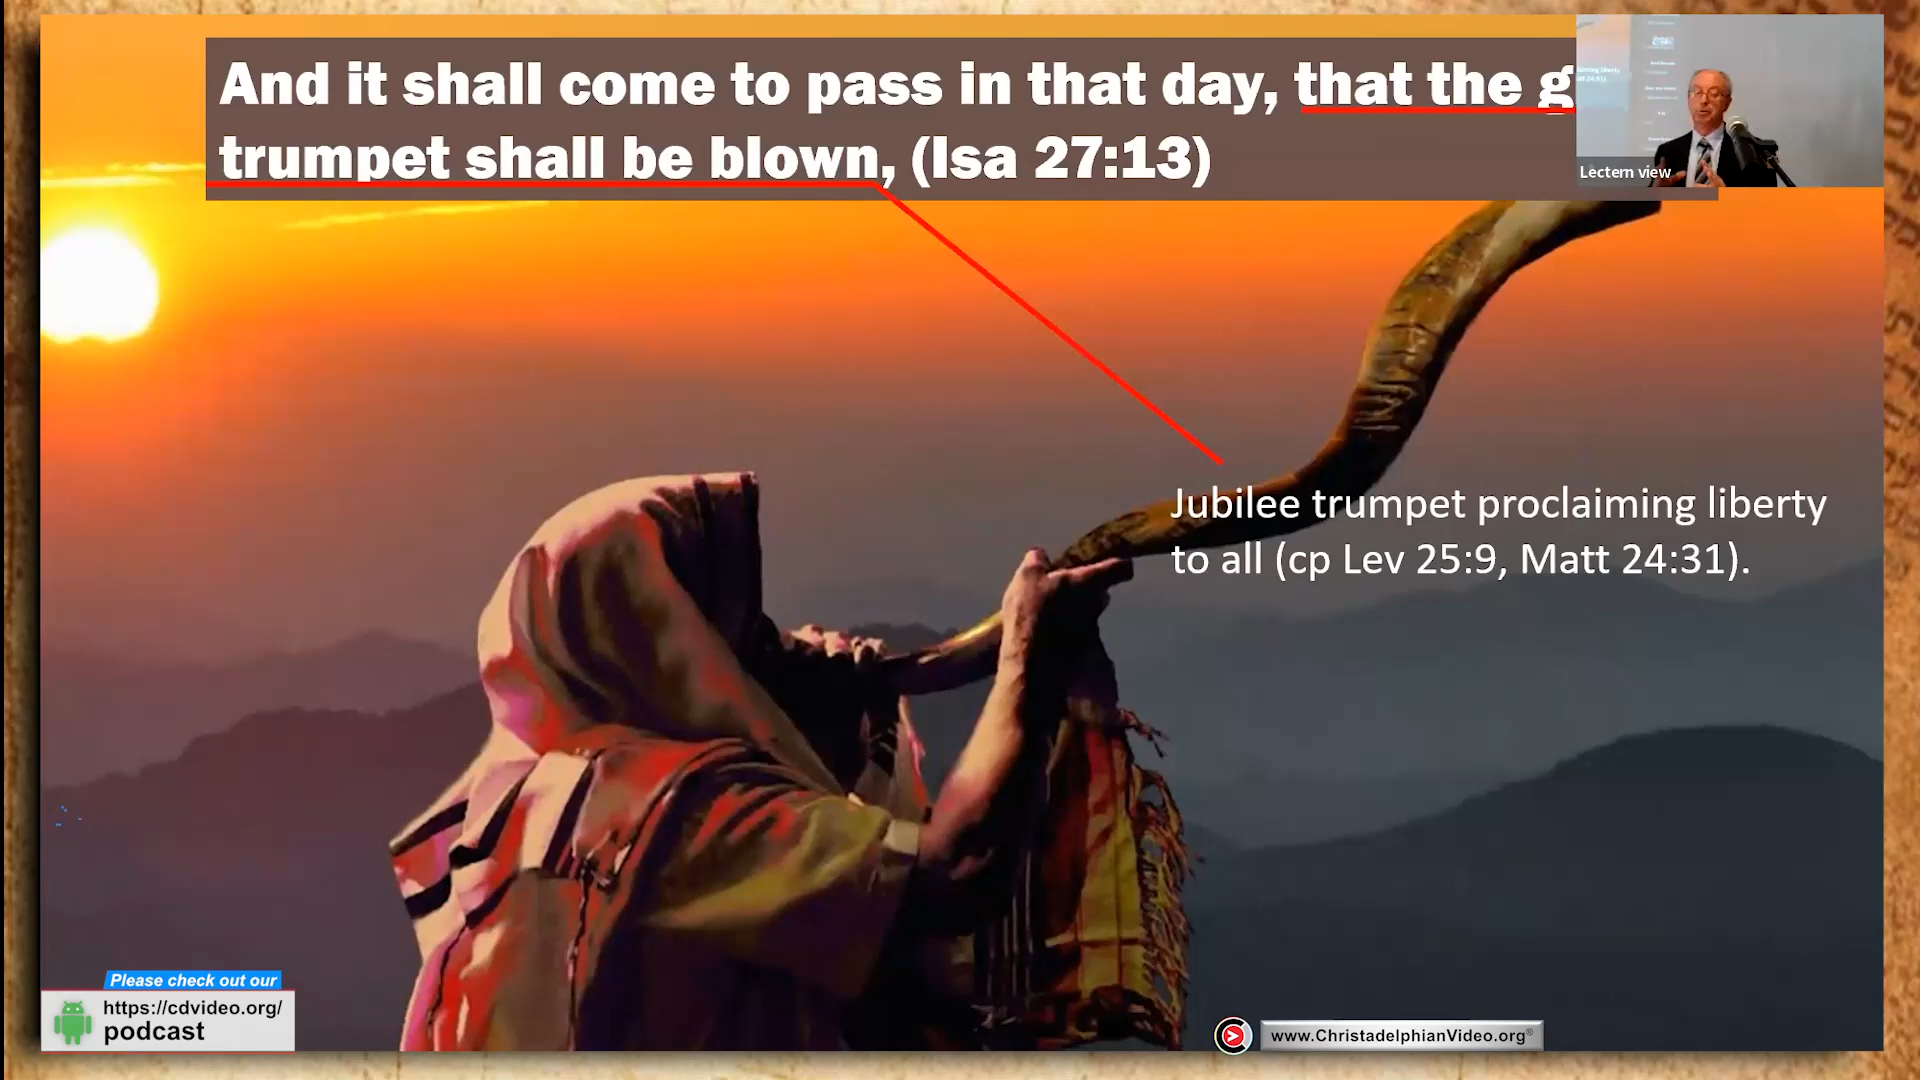 And it shall come to pass in that day, that the g
trumpet shall be blown, (Isa 27:13)
Lectern view
Jubilee trumpet proclaiming liberty
to all (cp Lev 25:9, Matt 24:31).
Please check out our
https://cdvideo.org/
podcast
www.ChristadelphianVideo.org®